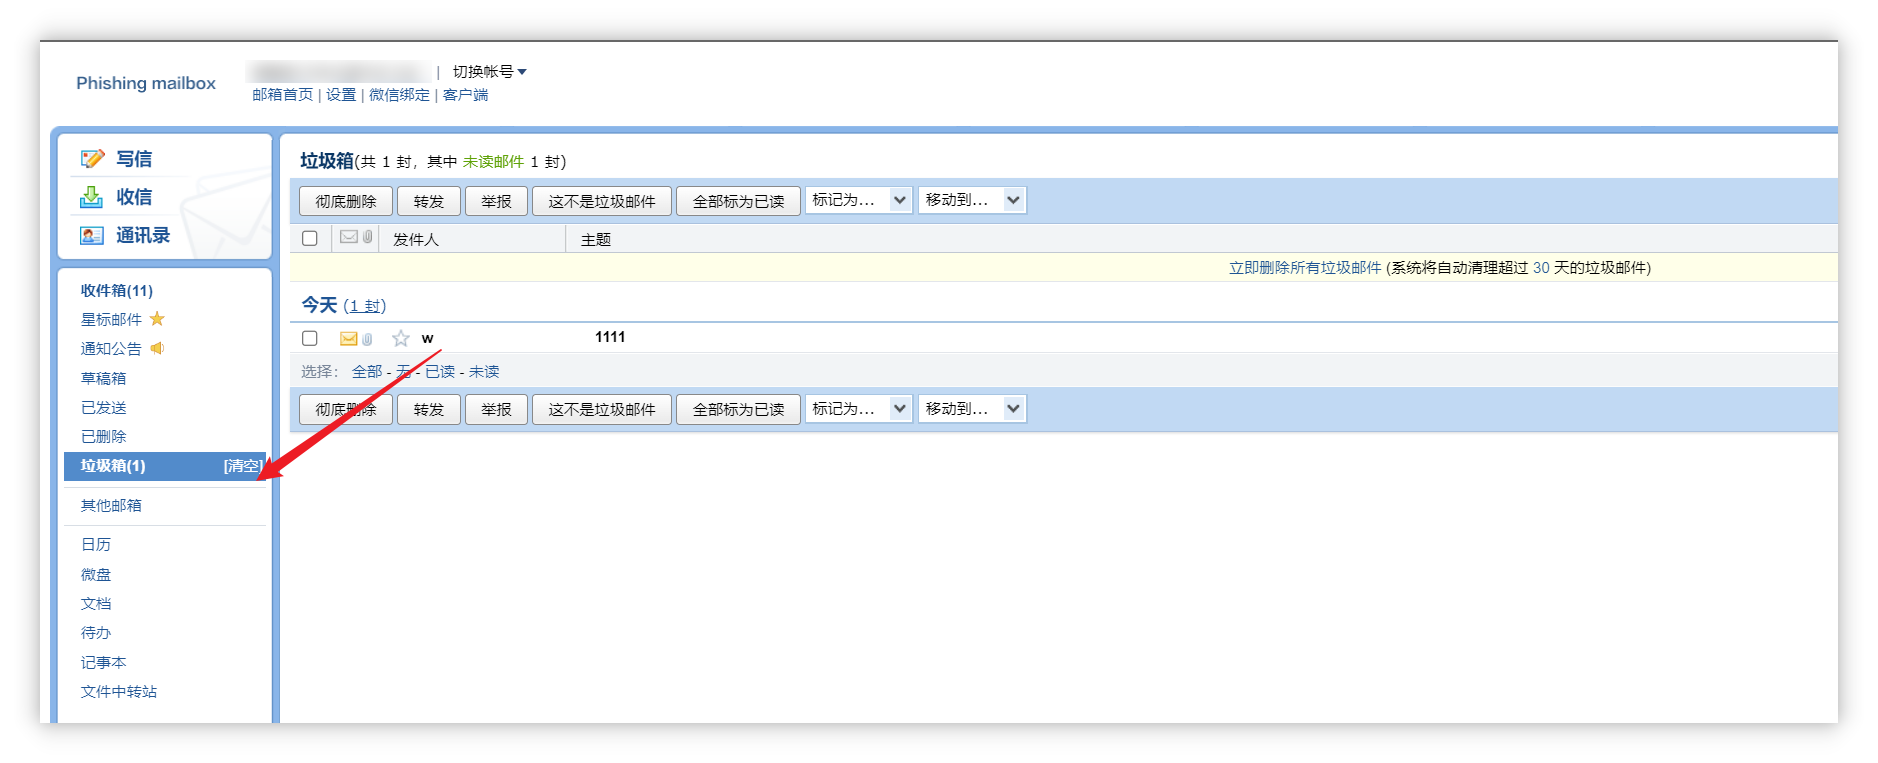 Phishing mailbox
| 切换帐号
邮箱首页 | 设置 | 微信绑定 | 客户端
写信
收信
通讯录
收件箱(11)
星标邮件
通知公告
草稿箱
已发送
已删除
垃圾箱(1) [清空]
其他邮箱
日历
微盘
文档
待办
记事本
文件中转站
垃圾箱(共 1 封，其中 未读邮件 1 封)
彻底删除 转发 举报 这不是垃圾邮件 全部标为已读 标记为... 移动到...
发件人 主题
立即删除所有垃圾邮件 (系统将自动清理超过 30 天的垃圾邮件)
今天 (1 封)
w 1111
选择： 全部 - 无 - 已读 - 未读
彻底删除 转发 举报 这不是垃圾邮件 全部标为已读 标记为... 移动到...